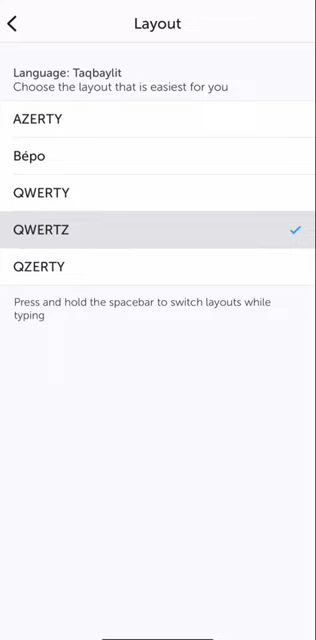 Layout
Language: Taqbaylit
Choose the layout that is easiest for you
AZERTY
Bépo
QWERTY
QWERTZ
QZERTY
Press and hold the spacebar to switch layouts while
typing